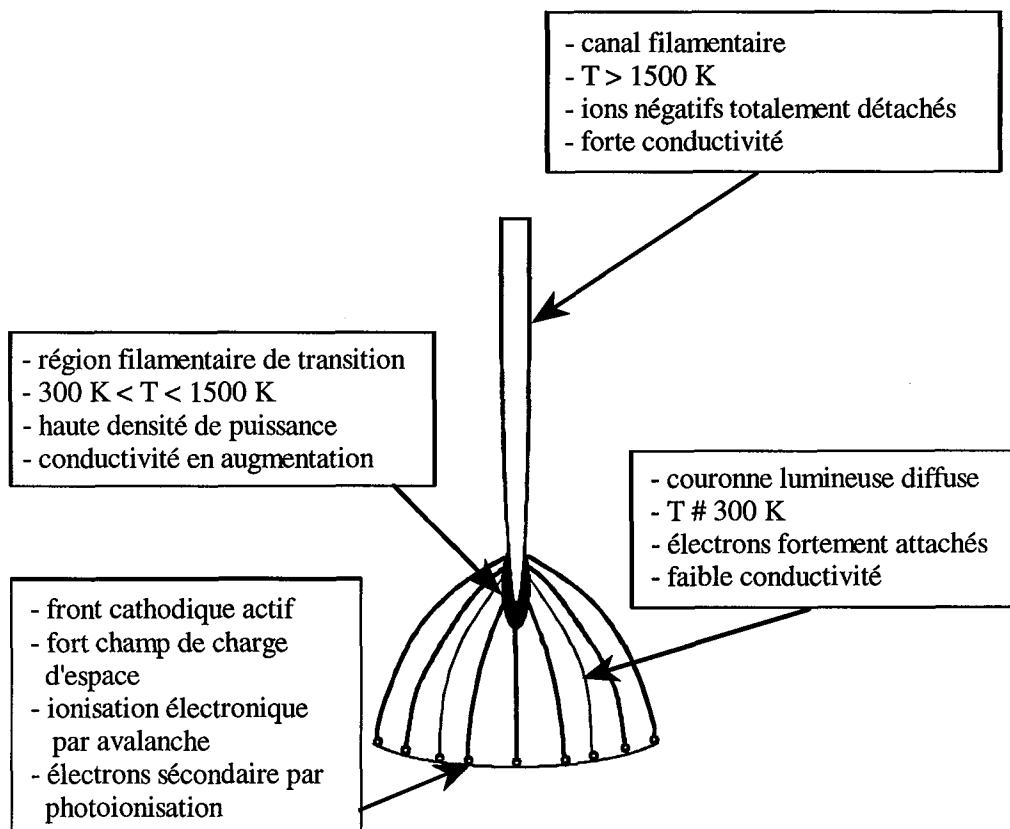 - canal filamentaire
- T > 1500 K
- ions négatifs totalement détachés
- forte conductivité
- région filamentaire de transition
- 300 K < T < 1500 K
- haute densité de puissance
- conductivité en augmentation
- couronne lumineuse diffuse
- T # 300 K
- électrons fortement attachés
- faible conductivité
- front cathodique actif
- fort champ de charge
d'espace
- ionisation électronique
par avalanche
- électrons sécondaire par
photoionisation